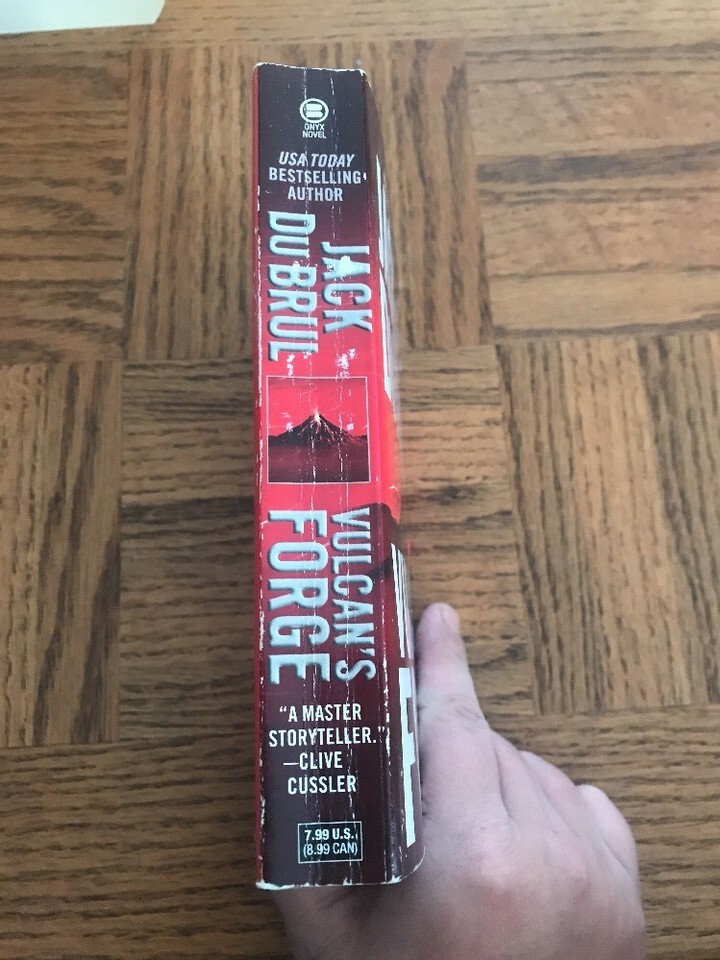 ONYX
NOVEL
USA TODAY
BESTSELLING
AUTHOR
JACK
DU BRUL
VULCAN'S
FORGE
"A MASTER
STORYTELLER."
—CLIVE
CUSSLER
7.99 U.S.
(8.99 CAN)